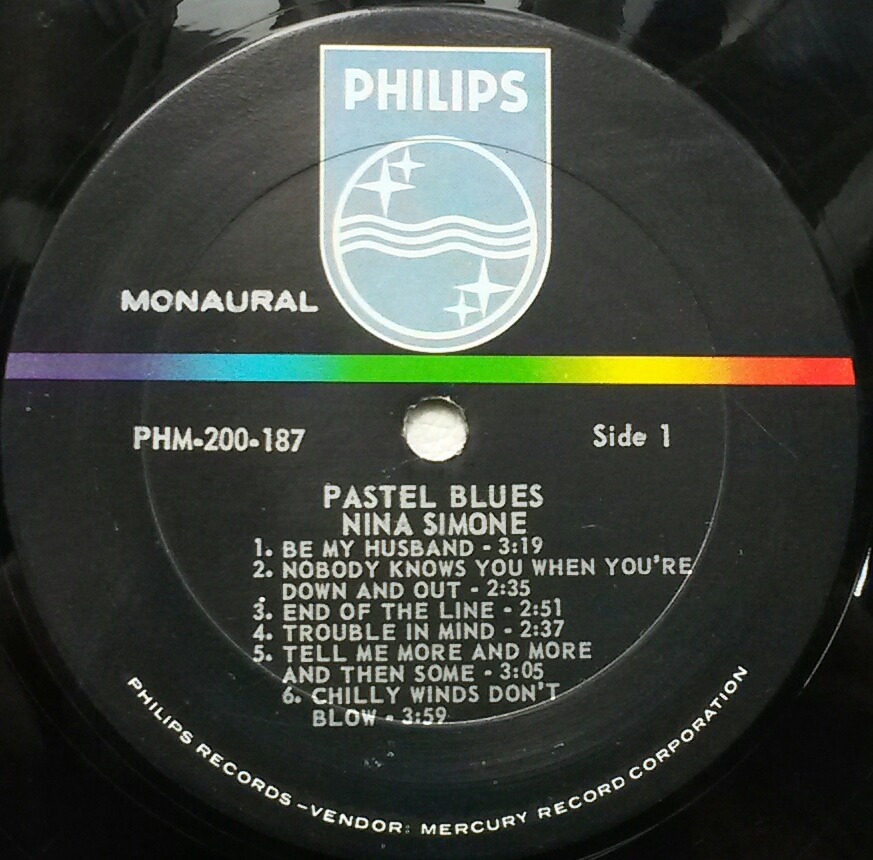 PHILIPS
MONAURAL
PHM-200-187
Side 1
PASTEL BLUES
NINA SIMONE
1. BE MY HUSBAND - 3:19
2. NOBODY KNOWS YOU WHEN YOU'RE
DOWN AND OUT - 2:35
3. END OF THE LINE - 2:51
4. TROUBLE IN MIND - 2:37
5. TELL ME MORE AND MORE
AND THEN SOME - 3:05
6. CHILLY WINDS DON'T
BLOW - 3:59
PHILIPS RECORDS-VENDOR: MERCURY RECORD CORPORATION